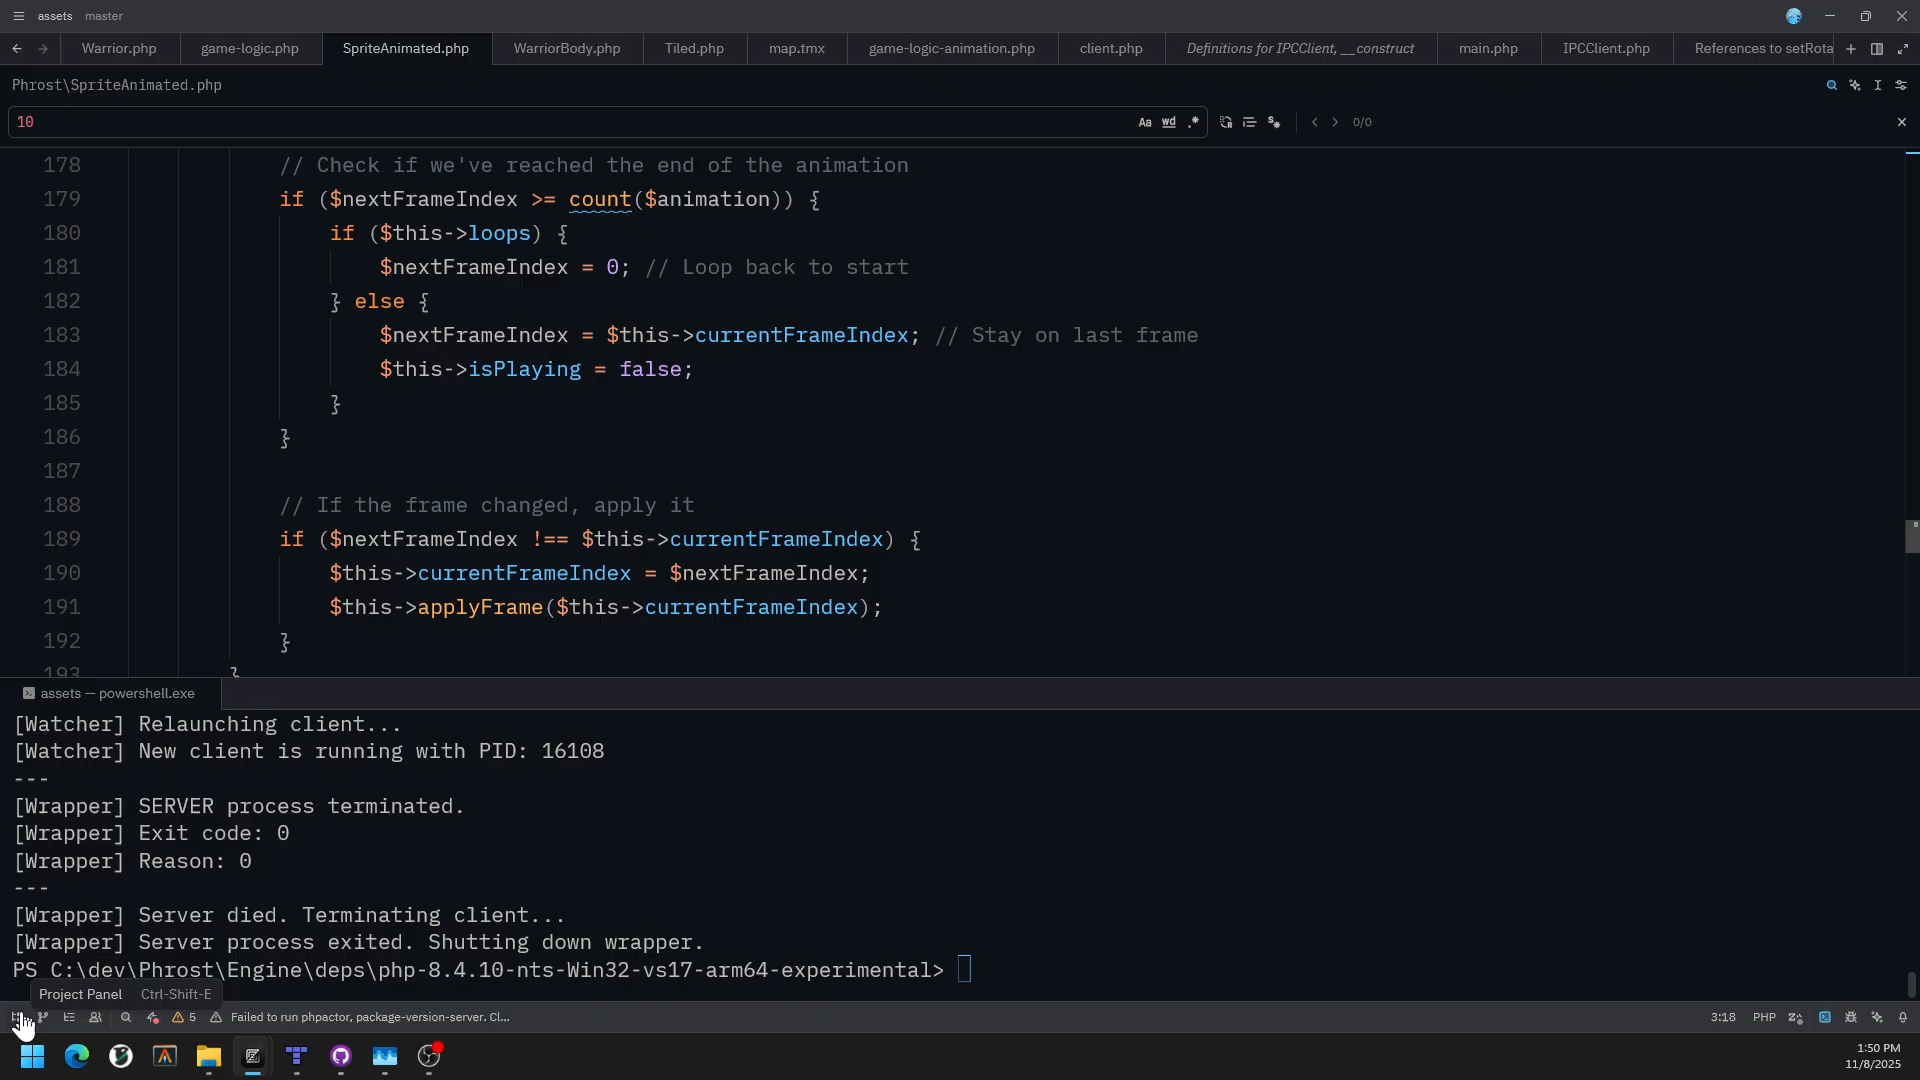 assets master
Warrior.php game-logic.php SpriteAnimated.php WarriorBody.php Tiled.php map.tmx game-logic-animation.php client.php Definitions for IPCClient, __construct main.php IPCClient.php References to setRota
Phrost\SpriteAnimated.php
10 Aa wd .* 0/0
178 // Check if we've reached the end of the animation
179 if ($nextFrameIndex >= count($animation)) {
180 if ($this->loops) {
181 $nextFrameIndex = 0; // Loop back to start
182 } else {
183 $nextFrameIndex = $this->currentFrameIndex; // Stay on last frame
184 $this->isPlaying = false;
185 }
186 }
187
188 // If the frame changed, apply it
189 if ($nextFrameIndex !== $this->currentFrameIndex) {
190 $this->currentFrameIndex = $nextFrameIndex;
191 $this->applyFrame($this->currentFrameIndex);
192 }
193 }
assets — powershell.exe
[Watcher] Relaunching client...
[Watcher] New client is running with PID: 16108
---
[Wrapper] SERVER process terminated.
[Wrapper] Exit code: 0
[Wrapper] Reason: 0
---
[Wrapper] Server died. Terminating client...
[Wrapper] Server process exited. Shutting down wrapper.
PS C:\dev\Phrost\Engine\deps\php-8.4.10-nts-Win32-vs17-arm64-experimental>
Project Panel Ctrl-Shift-E
5 Failed to run phpactor, package-version-server. Cl... 3:18 PHP
1:50 PM
11/8/2025